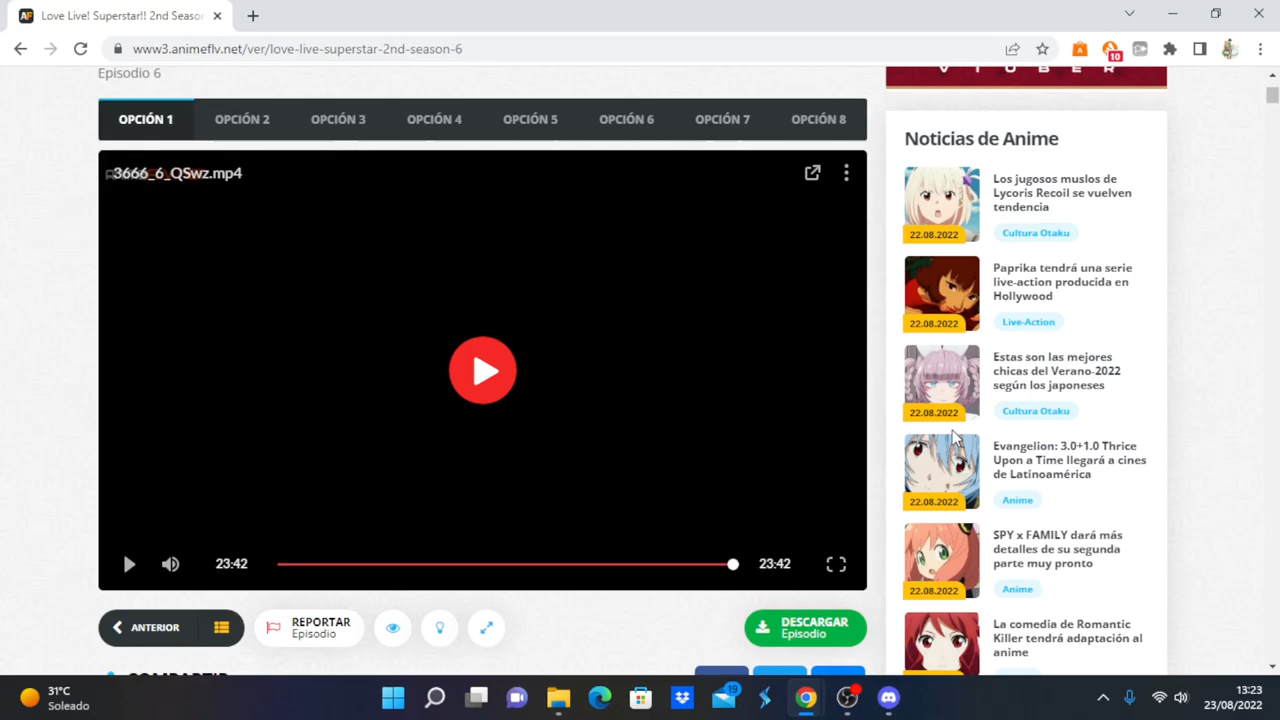 Love Live! Superstar!! 2nd Seaso
www3.animeflv.net/ver/love-live-superstar-2nd-season-6
10
Episodio 6
OPCIÓN 1
OPCIÓN 2
OPCIÓN 3
OPCIÓN 4
OPCIÓN 5
OPCIÓN 6
OPCIÓN 7
OPCIÓN 8
3666_6_QSwz.mp4
23:42
23:42
ANTERIOR
REPORTAR
Episodio
DESCARGAR
Episodio
COMPARTIR
Noticias de Anime
Los jugosos muslos de
Lycoris Recoil se vuelven
tendencia
22.08.2022
Cultura Otaku
Paprika tendrá una serie
live-action producida en
Hollywood
22.08.2022
Live-Action
Estas son las mejores
chicas del Verano-2022
según los japoneses
22.08.2022
Cultura Otaku
Evangelion: 3.0+1.0 Thrice
Upon a Time llegará a cines
de Latinoamérica
22.08.2022
Anime
SPY x FAMILY dará más
detalles de su segunda
parte muy pronto
22.08.2022
Anime
La comedia de Romantic
Killer tendrá adaptación al
anime
31°C
Soleado
19
13:23
23/08/2022